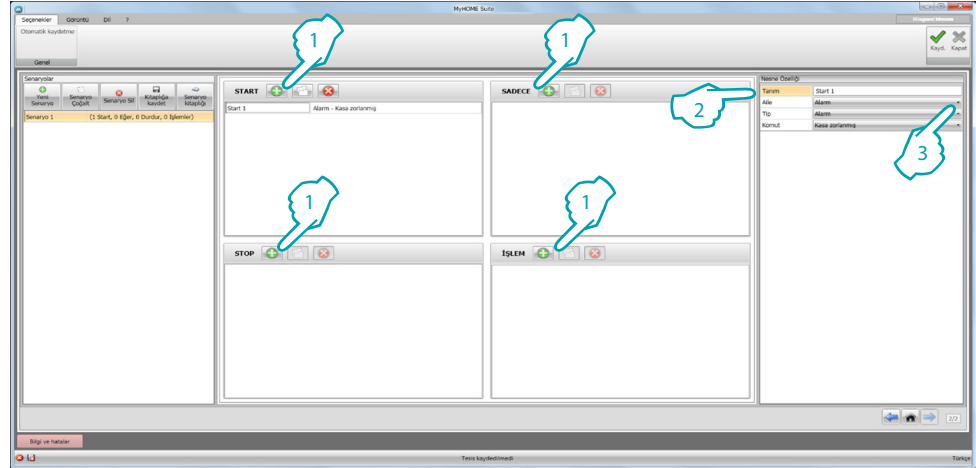 MyHOME Suite
Seçenekler Görüntü Dil ?
Otomatik kaydetme
Kayd. Kapat
Genel
Senaryolar
Yeni Senaryo
Senaryo Çoğalt
Senaryo Sil
Kitaplığa kaydet
Senaryo kitaplığı
Senaryo 1 (1 Start, 0 Eğer, 0 Durdur, 0 İşlemler)
1
START
Start 1 Alarm - Kasa zorlanmış
1
SADECE
1
STOP
1
İŞLEM
Nesne Özeliği
Tanım Start 1
Aile Alarm
Tip Alarm
Komut Kasa zorlanmış
2
3
2/2
Bilgi ve hatalar
Tesis kaydedilmedi
Türkçe